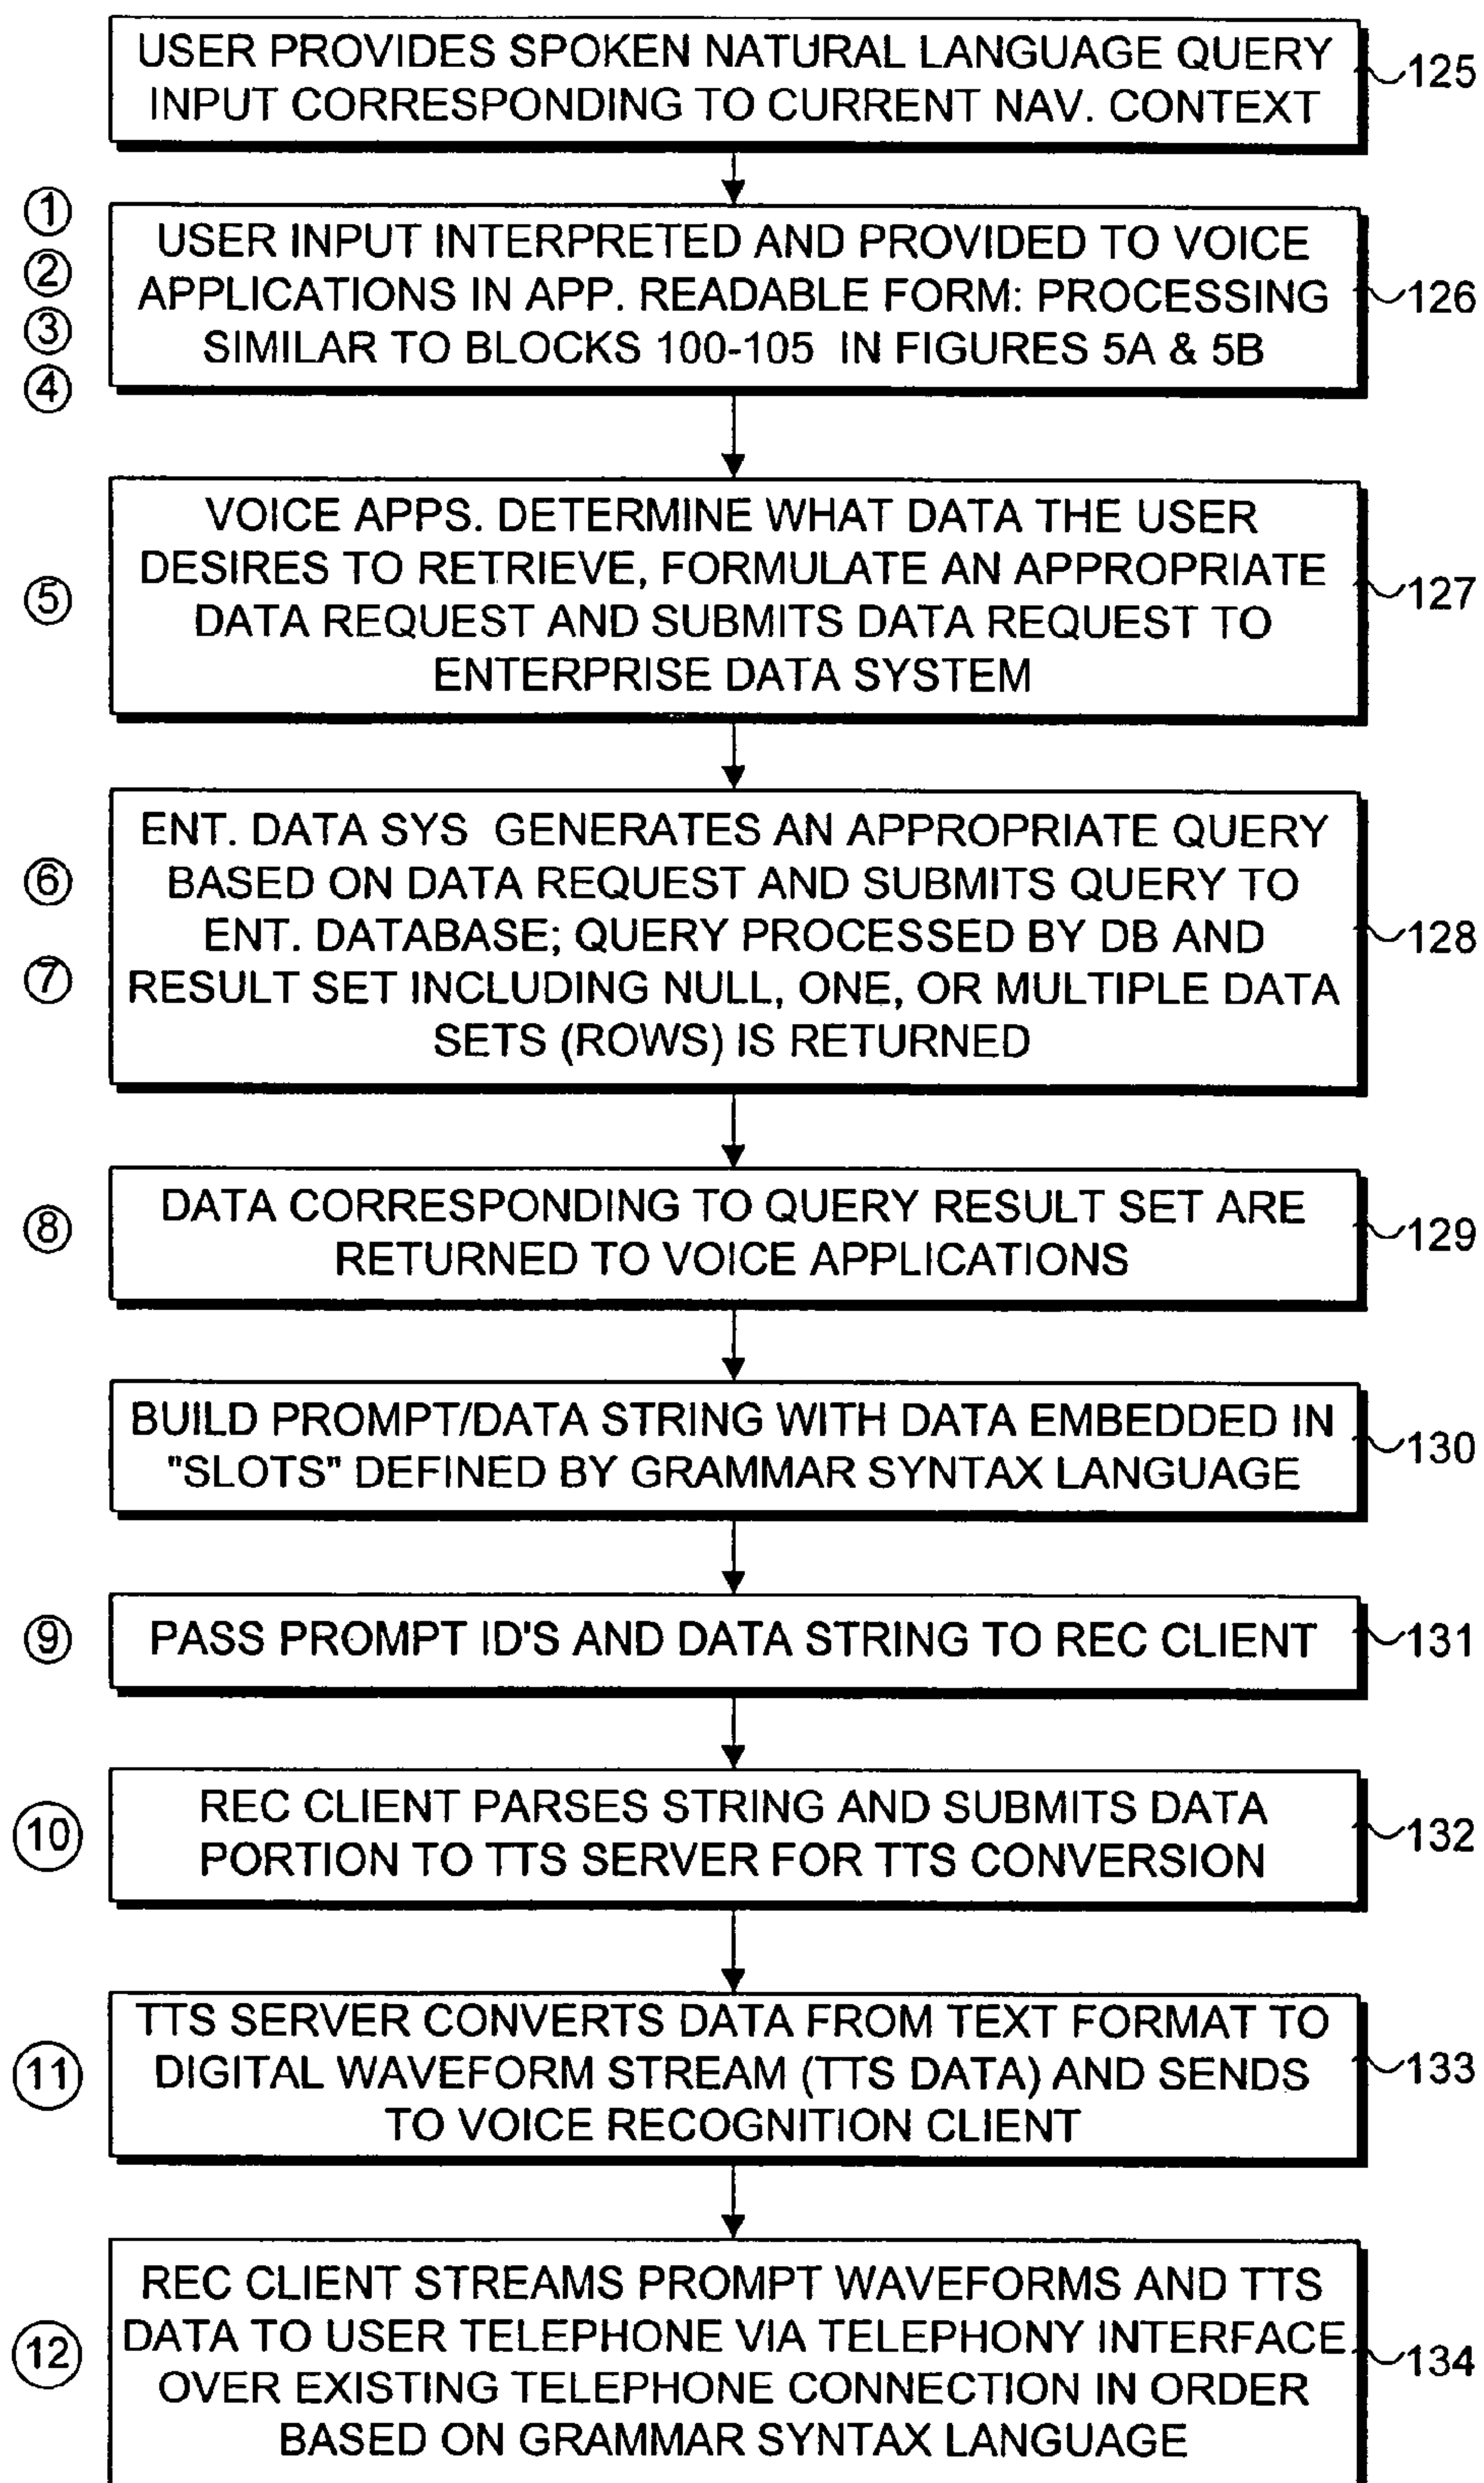 USER PROVIDES SPOKEN NATURAL LANGUAGE QUERY
INPUT CORRESPONDING TO CURRENT NAV. CONTEXT
125
①
②
③
④
USER INPUT INTERPRETED AND PROVIDED TO VOICE
APPLICATIONS IN APP. READABLE FORM: PROCESSING
SIMILAR TO BLOCKS 100-105 IN FIGURES 5A & 5B
126
⑤
VOICE APPS. DETERMINE WHAT DATA THE USER
DESIRES TO RETRIEVE, FORMULATE AN APPROPRIATE
DATA REQUEST AND SUBMITS DATA REQUEST TO
ENTERPRISE DATA SYSTEM
127
⑥
⑦
ENT. DATA SYS GENERATES AN APPROPRIATE QUERY
BASED ON DATA REQUEST AND SUBMITS QUERY TO
ENT. DATABASE; QUERY PROCESSED BY DB AND
RESULT SET INCLUDING NULL, ONE, OR MULTIPLE DATA
SETS (ROWS) IS RETURNED
128
⑧
DATA CORRESPONDING TO QUERY RESULT SET ARE
RETURNED TO VOICE APPLICATIONS
129
BUILD PROMPT/DATA STRING WITH DATA EMBEDDED IN
"SLOTS" DEFINED BY GRAMMAR SYNTAX LANGUAGE
130
⑨
PASS PROMPT ID'S AND DATA STRING TO REC CLIENT
131
⑩
REC CLIENT PARSES STRING AND SUBMITS DATA
PORTION TO TTS SERVER FOR TTS CONVERSION
132
⑪
TTS SERVER CONVERTS DATA FROM TEXT FORMAT TO
DIGITAL WAVEFORM STREAM (TTS DATA) AND SENDS
TO VOICE RECOGNITION CLIENT
133
⑫
REC CLIENT STREAMS PROMPT WAVEFORMS AND TTS
DATA TO USER TELEPHONE VIA TELEPHONY INTERFACE
OVER EXISTING TELEPHONE CONNECTION IN ORDER
BASED ON GRAMMAR SYNTAX LANGUAGE
134